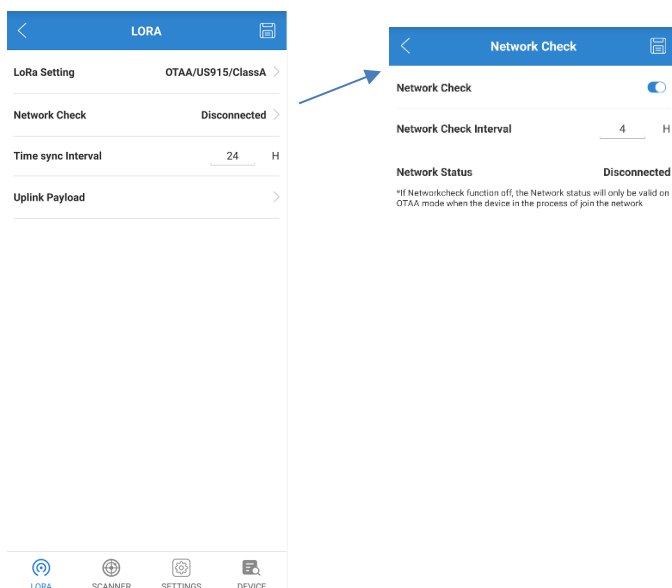 LORA
LoRa Setting OTAA/US915/ClassA
Network Check Disconnected
Time sync Interval 24 H
Uplink Payload
LORA SCANNER SETTINGS DEVICE
Network Check
Network Check
Network Check Interval 4 H
Network Status Disconnected
*If Networkcheck function off, the Network status will only be valid on
OTAA mode when the device in the process of join the network